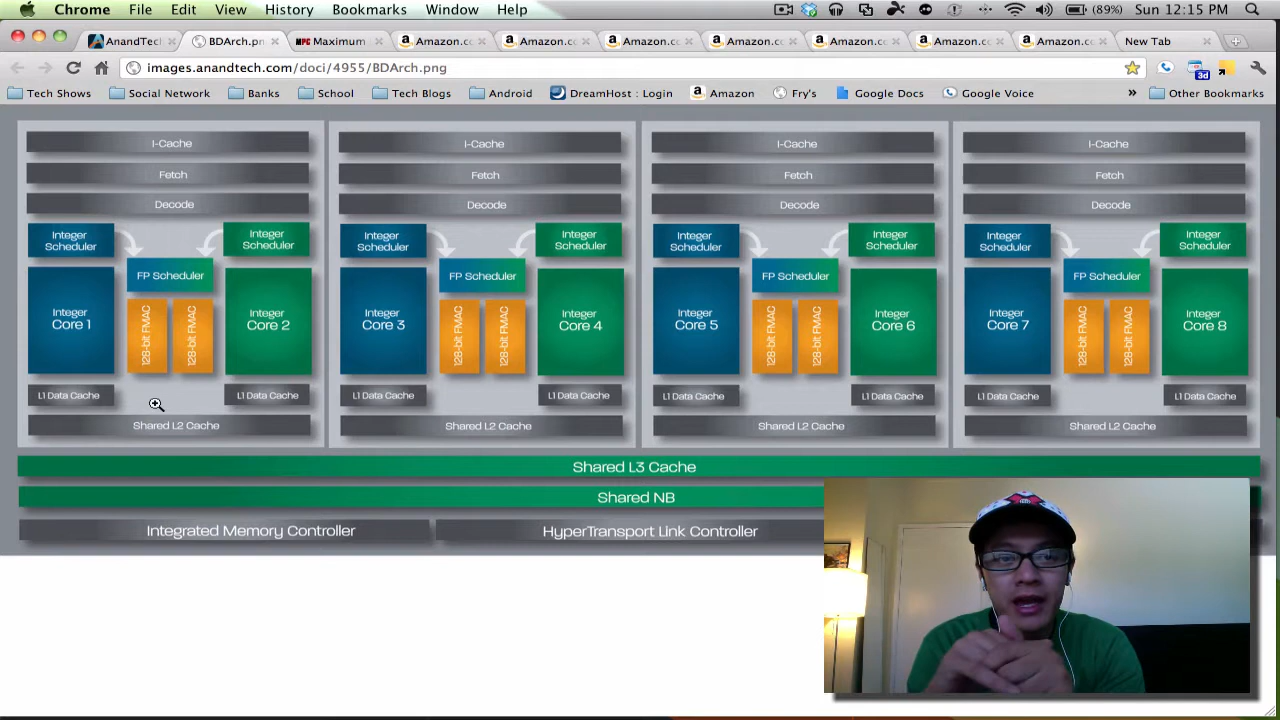 Chrome File Edit View History Bookmarks Window Help (89%) Sun 12:15 PM
AnandTech BDArch.pn Maximum Amazon.co Amazon.co Amazon.co Amazon.co Amazon.co Amazon.co Amazon.co New Tab
images.anandtech.com/doci/4955/BDArch.png 3d
Tech Shows Social Network Banks School Tech Blogs Android DreamHost : Login Amazon Fry's Google Docs Google Voice » Other Bookmarks
I-Cache I-Cache I-Cache I-Cache
Fetch Fetch Fetch Fetch
Decode Decode Decode Decode
Integer Scheduler Integer Scheduler Integer Scheduler Integer Scheduler Integer Scheduler Integer Scheduler Integer Scheduler Integer Scheduler
FP Scheduler FP Scheduler FP Scheduler FP Scheduler
Integer Core 1 128-bit FMAC 128-bit FMAC Integer Core 2 Integer Core 3 128-bit FMAC 128-bit FMAC Integer Core 4 Integer Core 5 128-bit FMAC 128-bit FMAC Integer Core 6 Integer Core 7 128-bit FMAC 128-bit FMAC Integer Core 8
L1 Data Cache L1 Data Cache L1 Data Cache L1 Data Cache L1 Data Cache L1 Data Cache L1 Data Cache L1 Data Cache
Shared L2 Cache Shared L2 Cache Shared L2 Cache Shared L2 Cache
Shared L3 Cache
Shared NB
Integrated Memory Controller HyperTransport Link Controller